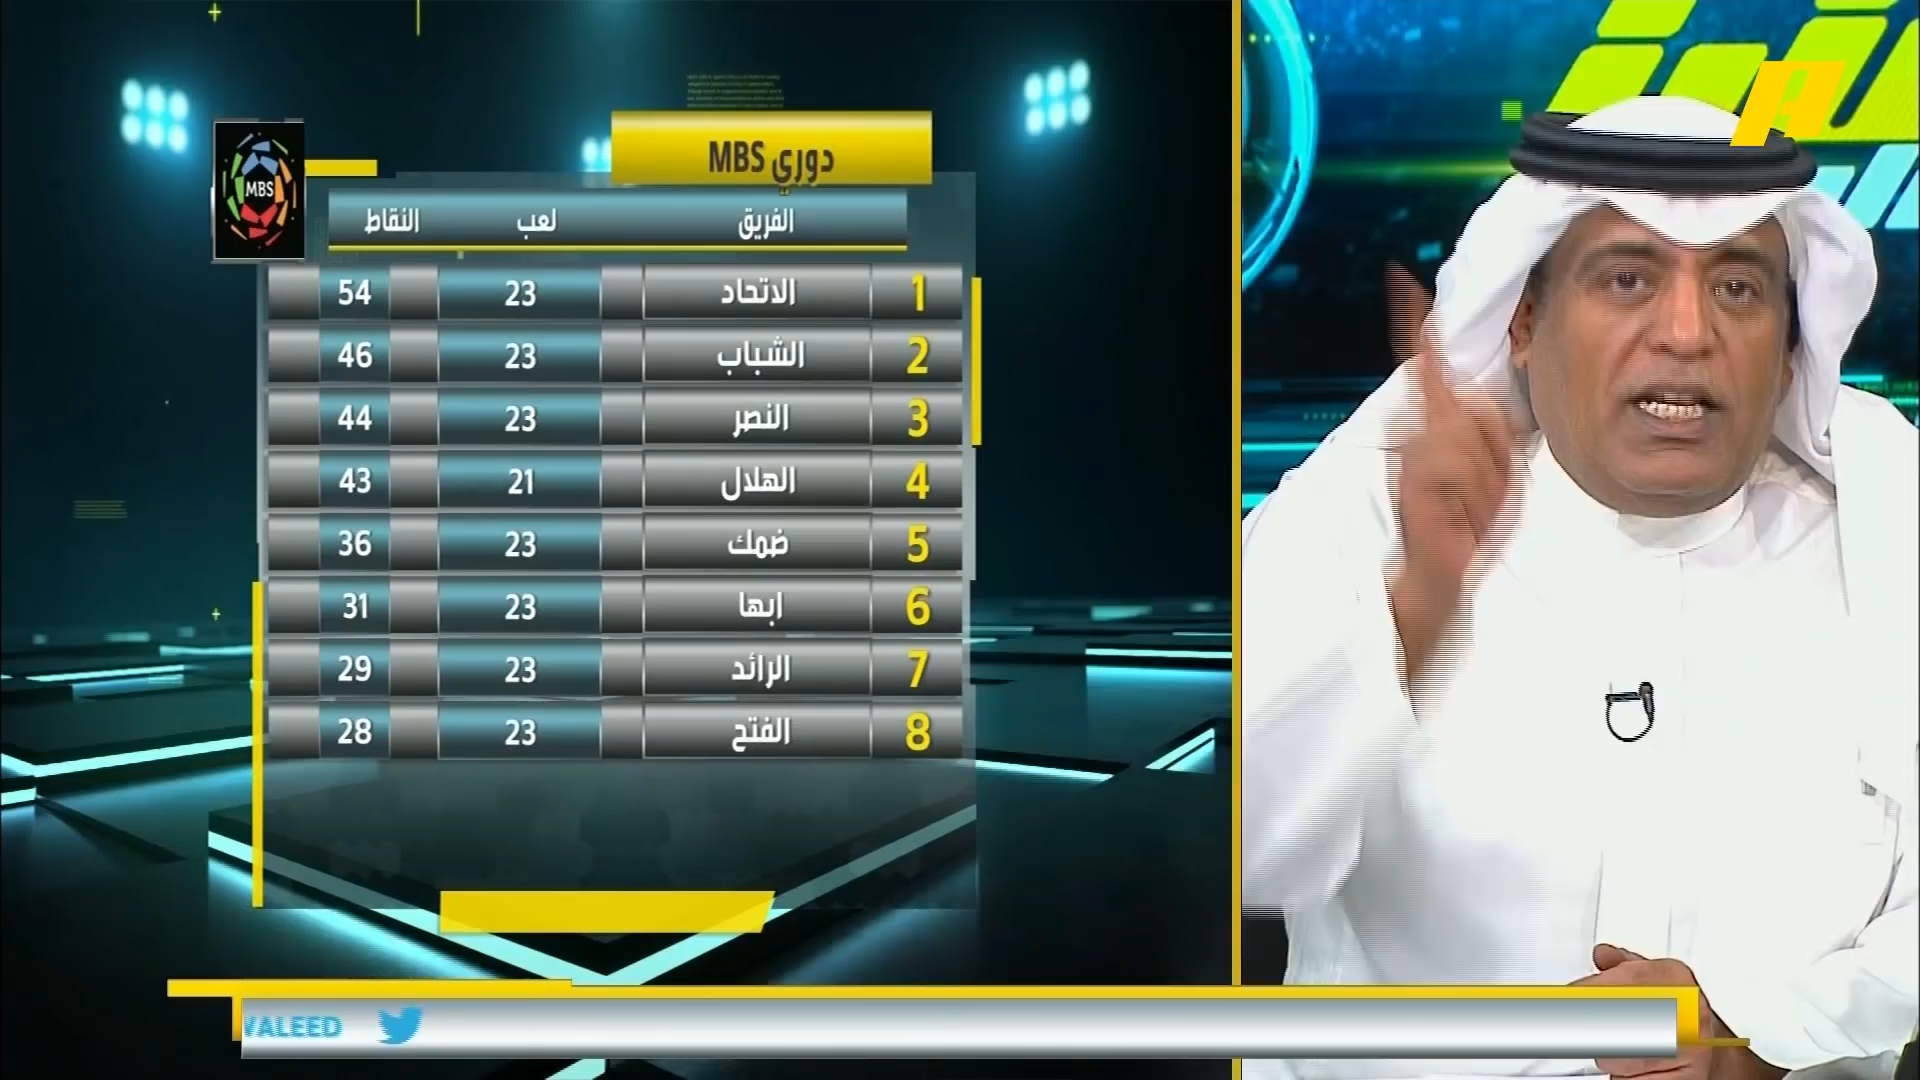 دوري MBS
MBS
الفريق لعب النقاط
1 الاتحاد 23 54
2 الشباب 23 46
3 النصر 23 44
4 الهلال 21 43
5 ضمك 23 36
6 ابها 23 31
7 الرائد 23 29
8 الفتح 23 28
VALEED